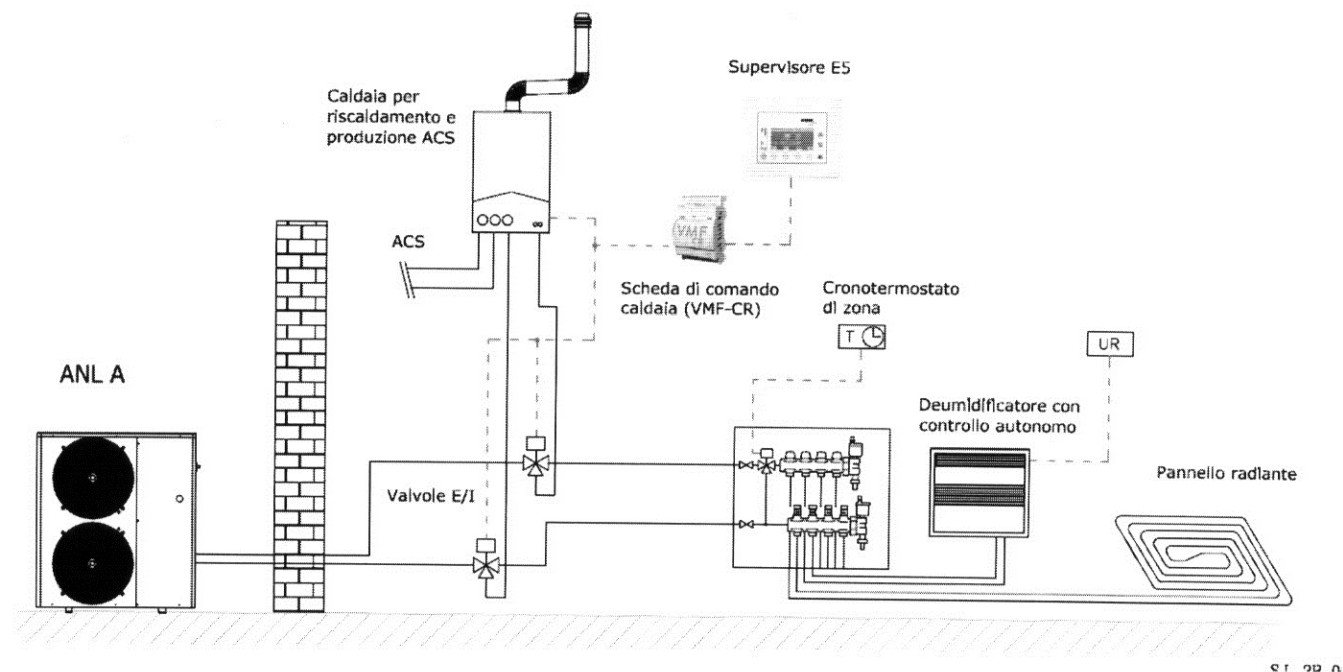 Supervisore E5
Caldaia per
riscaldamento e
produzione ACS
VMF
ACS
Scheda di comando
caldaia (VMF-CR)
Cronotermostato
di zona
T
UR
ANL A
Deumidificatore con
controllo autonomo
Pannello radiante
Valvole E/I